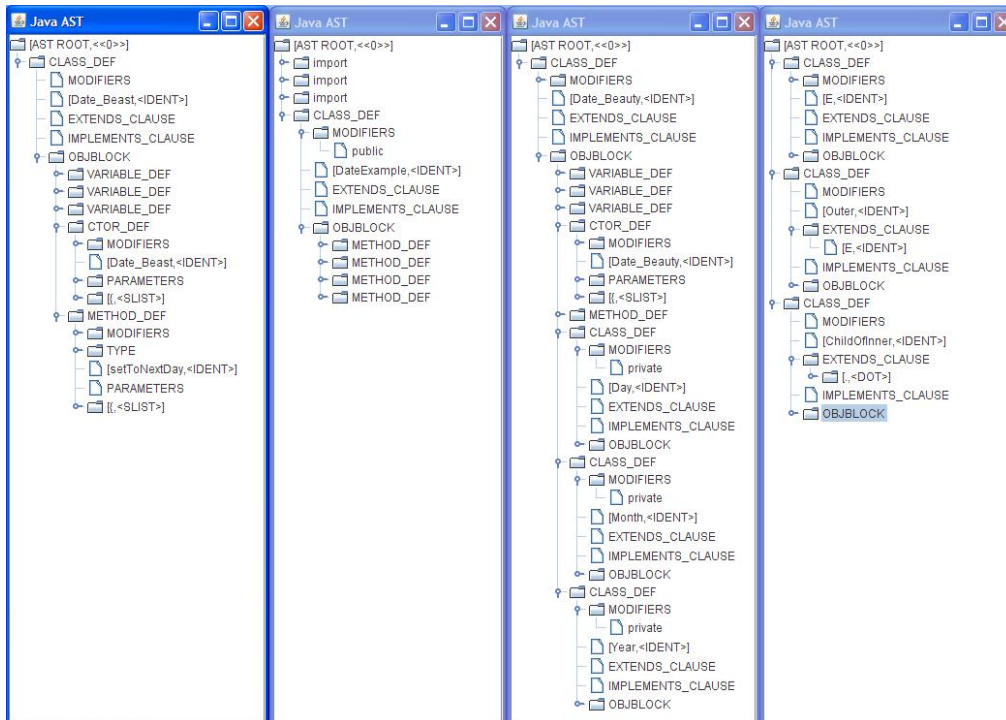 Java AST
[AST ROOT,<<0>>]
CLASS_DEF
MODIFIERS
[Date_Beast,<IDENT>]
EXTENDS_CLAUSE
IMPLEMENTS_CLAUSE
OBJBLOCK
VARIABLE_DEF
VARIABLE_DEF
VARIABLE_DEF
CTOR_DEF
MODIFIERS
[Date_Beast,<IDENT>]
PARAMETERS
[{,<SLIST>]
METHOD_DEF
MODIFIERS
TYPE
[setToNextDay,<IDENT>]
PARAMETERS
[{,<SLIST>]
Java AST
[AST ROOT,<<0>>]
import
import
import
CLASS_DEF
MODIFIERS
public
[DateExample,<IDENT>]
EXTENDS_CLAUSE
IMPLEMENTS_CLAUSE
OBJBLOCK
METHOD_DEF
METHOD_DEF
METHOD_DEF
METHOD_DEF
Java AST
[AST ROOT,<<0>>]
CLASS_DEF
MODIFIERS
[Date_Beauty,<IDENT>]
EXTENDS_CLAUSE
IMPLEMENTS_CLAUSE
OBJBLOCK
VARIABLE_DEF
VARIABLE_DEF
VARIABLE_DEF
CTOR_DEF
MODIFIERS
[Date_Beauty,<IDENT>]
PARAMETERS
[{,<SLIST>]
METHOD_DEF
CLASS_DEF
MODIFIERS
private
[Day,<IDENT>]
EXTENDS_CLAUSE
IMPLEMENTS_CLAUSE
OBJBLOCK
CLASS_DEF
MODIFIERS
private
[Month,<IDENT>]
EXTENDS_CLAUSE
IMPLEMENTS_CLAUSE
OBJBLOCK
CLASS_DEF
MODIFIERS
private
[Year,<IDENT>]
EXTENDS_CLAUSE
IMPLEMENTS_CLAUSE
OBJBLOCK
Java AST
[AST ROOT,<<0>>]
CLASS_DEF
MODIFIERS
[E,<IDENT>]
EXTENDS_CLAUSE
IMPLEMENTS_CLAUSE
OBJBLOCK
CLASS_DEF
MODIFIERS
[Outer,<IDENT>]
EXTENDS_CLAUSE
[E,<IDENT>]
IMPLEMENTS_CLAUSE
OBJBLOCK
CLASS_DEF
MODIFIERS
[ChildOfInner,<IDENT>]
EXTENDS_CLAUSE
[.,<DOT>]
IMPLEMENTS_CLAUSE
OBJBLOCK